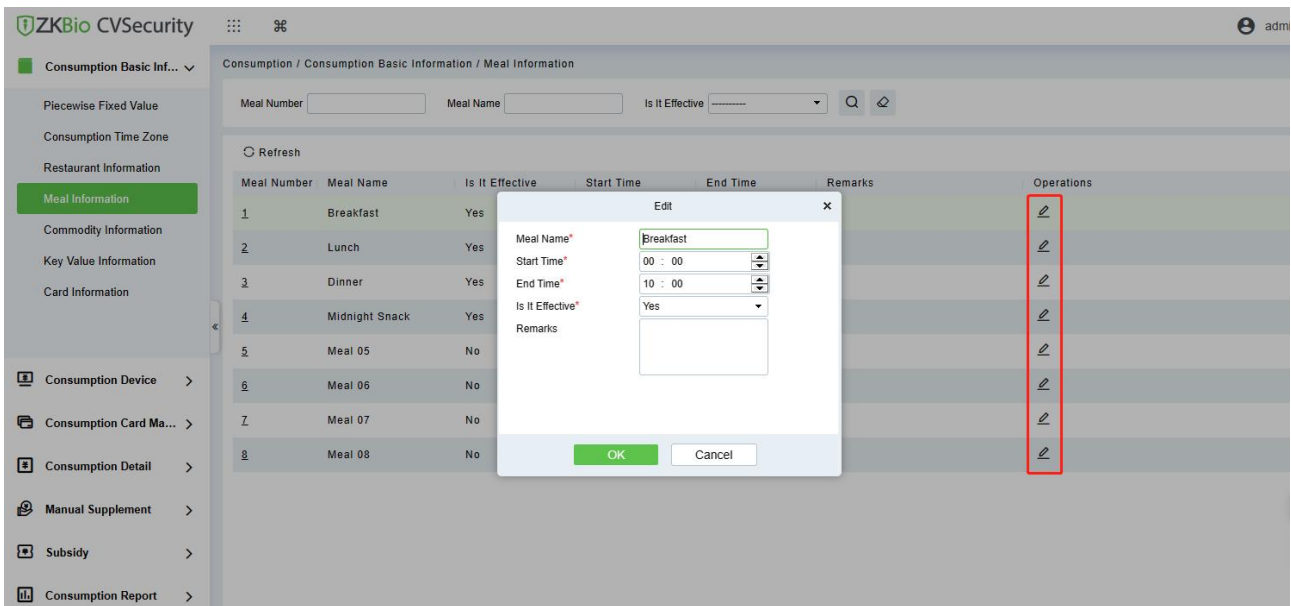 ZKBio CVSecurity
admi
Consumption Basic Inf...
Piecewise Fixed Value
Consumption Time Zone
Restaurant Information
Meal Information
Commodity Information
Key Value Information
Card Information
Consumption Device
Consumption Card Ma...
Consumption Detail
Manual Supplement
Subsidy
Consumption Report
Consumption / Consumption Basic Information / Meal Information
Meal Number Meal Name Is It Effective ----------
Refresh
Meal Number Meal Name Is It Effective Start Time End Time Remarks Operations
1 Breakfast Yes
2 Lunch Yes
3 Dinner Yes
4 Midnight Snack Yes
5 Meal 05 No
6 Meal 06 No
7 Meal 07 No
8 Meal 08 No
Edit
Meal Name* Breakfast
Start Time* 00 : 00
End Time* 10 : 00
Is It Effective* Yes
Remarks
OK Cancel